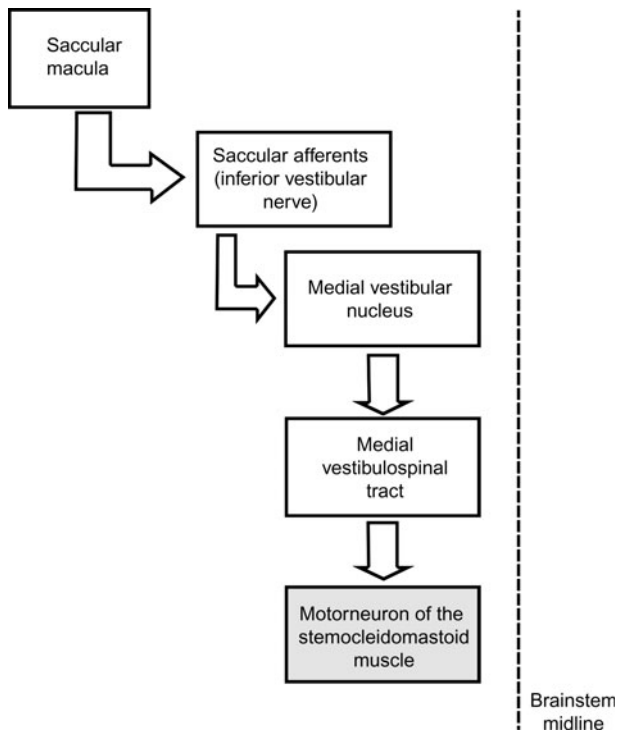 Saccular
macula
Saccular afferents
(inferior vestibular
nerve)
Medial vestibular
nucleus
Medial
vestibulospinal
tract
Motorneuron of the
stemocleidomastoid
muscle
Brainstem
midline